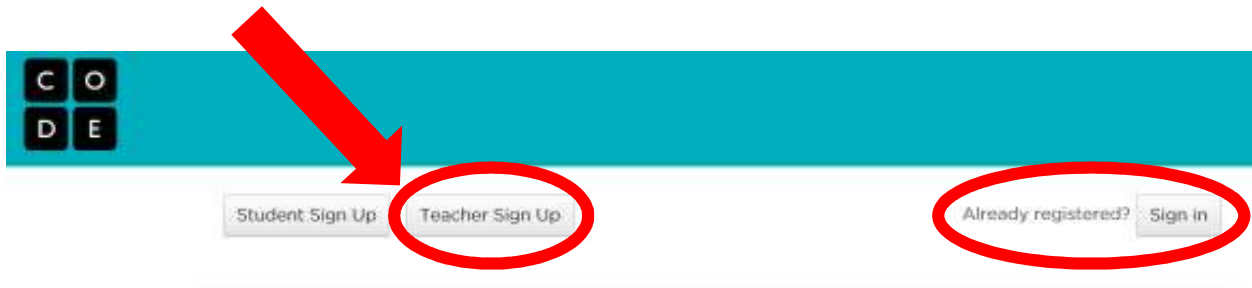 C O
D E
Student Sign Up Teacher Sign Up Already registered? Sign in